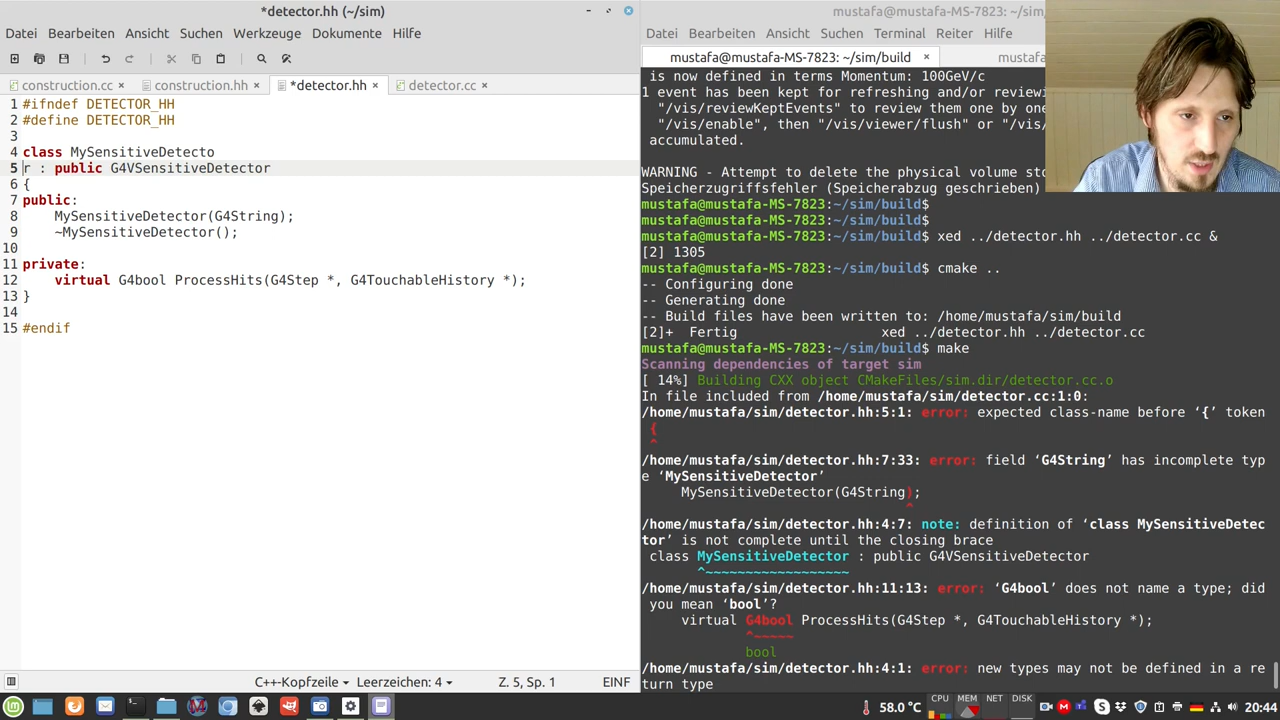 *detector.hh (~/sim)
Datei Bearbeiten Ansicht Suchen Werkzeuge Dokumente Hilfe
construction.cc × construction.hh × *detector.hh × detector.cc ×
1 #ifndef DETECTOR_HH
2 #define DETECTOR_HH
3
4 class MySensitiveDetecto
5 r : public G4VSensitiveDetector
6 {
7 public:
8     MySensitiveDetector(G4String);
9     ~MySensitiveDetector();
10
11 private:
12     virtual G4bool ProcessHits(G4Step *, G4TouchableHistory *);
13 }
14
15 #endif
C++-Kopfzeile Leerzeichen: 4 Z. 5, Sp. 1 EINF
mustafa@mustafa-MS-7823: ~/sim/
Datei Bearbeiten Ansicht Suchen Terminal Reiter Hilfe
mustafa@mustafa-MS-7823: ~/sim/build × mustaf
is now defined in terms Momentum: 100GeV/c
1 event has been kept for refreshing and/or reviewi
"/vis/reviewKeptEvents" to review them one by one
"/vis/enable", then "/vis/viewer/flush" or "/vis/
accumulated.
WARNING - Attempt to delete the physical volume sto
Speicherzugriffsfehler (Speicherabzug geschrieben)
mustafa@mustafa-MS-7823:~/sim/build$
mustafa@mustafa-MS-7823:~/sim/build$
mustafa@mustafa-MS-7823:~/sim/build$ xed ../detector.hh ../detector.cc &
[2] 1305
mustafa@mustafa-MS-7823:~/sim/build$ cmake ..
-- Configuring done
-- Generating done
-- Build files have been written to: /home/mustafa/sim/build
[2]+  Fertig                  xed ../detector.hh ../detector.cc
mustafa@mustafa-MS-7823:~/sim/build$ make
Scanning dependencies of target sim
[ 14%] Building CXX object CMakeFiles/sim.dir/detector.cc.o
In file included from /home/mustafa/sim/detector.cc:1:0:
/home/mustafa/sim/detector.hh:5:1: error: expected class-name before ‘{’ token
{
^
/home/mustafa/sim/detector.hh:7:33: error: field ‘G4String’ has incomplete typ
e ‘MySensitiveDetector’
MySensitiveDetector(G4String);
^
/home/mustafa/sim/detector.hh:4:7: note: definition of ‘class MySensitiveDetec
tor’ is not complete until the closing brace
class MySensitiveDetector : public G4VSensitiveDetector
^~~~~~~~~~~~~~~~~~~
/home/mustafa/sim/detector.hh:11:13: error: ‘G4bool’ does not name a type; did
you mean ‘bool’?
virtual G4bool ProcessHits(G4Step *, G4TouchableHistory *);
^~~~~~
bool
/home/mustafa/sim/detector.hh:4:1: error: new types may not be defined in a re
turn type
58.0°C CPU MEM NET DISK 20:44